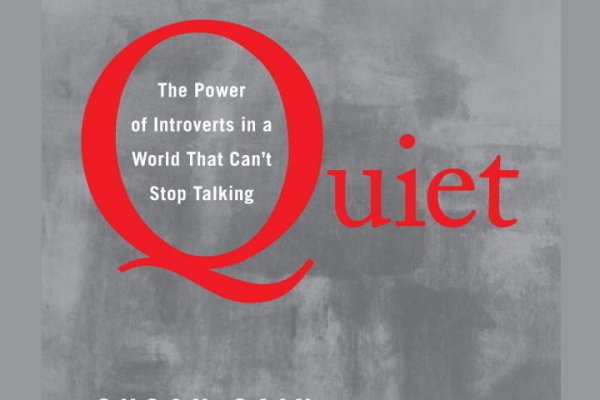 Quiet
The Power
of Introverts in a
World That Can't
Stop Talking